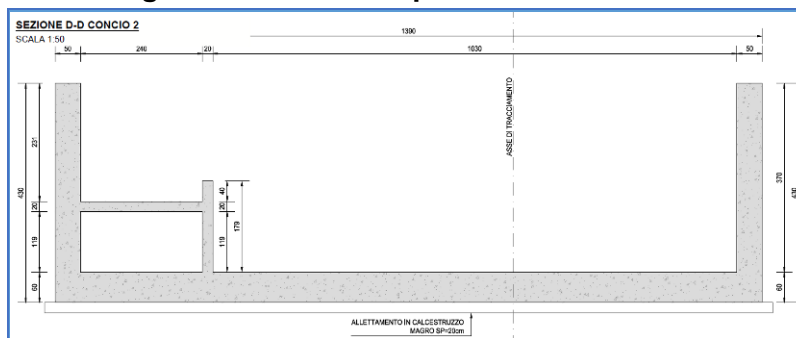 SEZIONE D-D CONCIO 2
SCALA 1:50
1390
50 240 20 1030 50
ASSE DI TRACCIAMENTO
430
231
20
119
60
40
20
119
179
370
60
430
ALLETTAMENTO IN CALCESTRUZZO
MAGRO SP=20cm